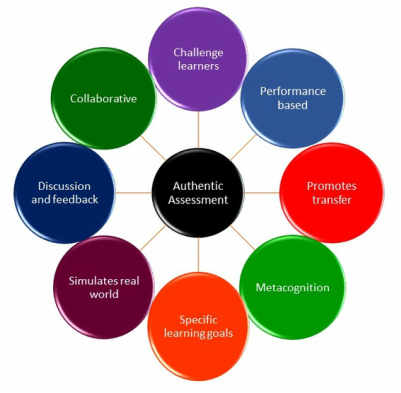 Challenge
learners
Performance
based
Promotes
transfer
Metacognition
Specific
learning goals
Simulates real
world
Discussion
and feedback
Collaborative
Authentic
Assessment